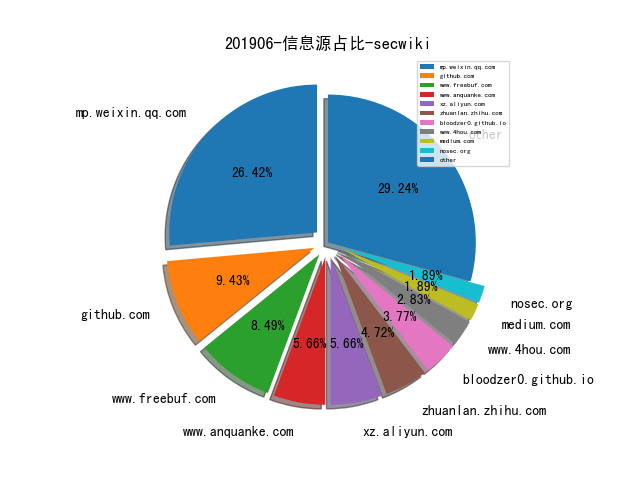 201906-信息源占比-secwiki
mp.weixin.qq.com
github.com
www.freebuf.com
www.anquanke.com
xz.aliyun.com
zhuanlan.zhihu.com
bloodzer0.github.io
www.4hou.com
medium.com
nosec.org
other
other
mp.weixin.qq.com
26.42%
29.24%
9.43%
8.49%
5.66%
5.66%
4.72%
3.77%
2.83%
1.89%
1.89%
github.com
www.freebuf.com
www.anquanke.com
xz.aliyun.com
zhuanlan.zhihu.com
bloodzer0.github.io
www.4hou.com
medium.com
nosec.org